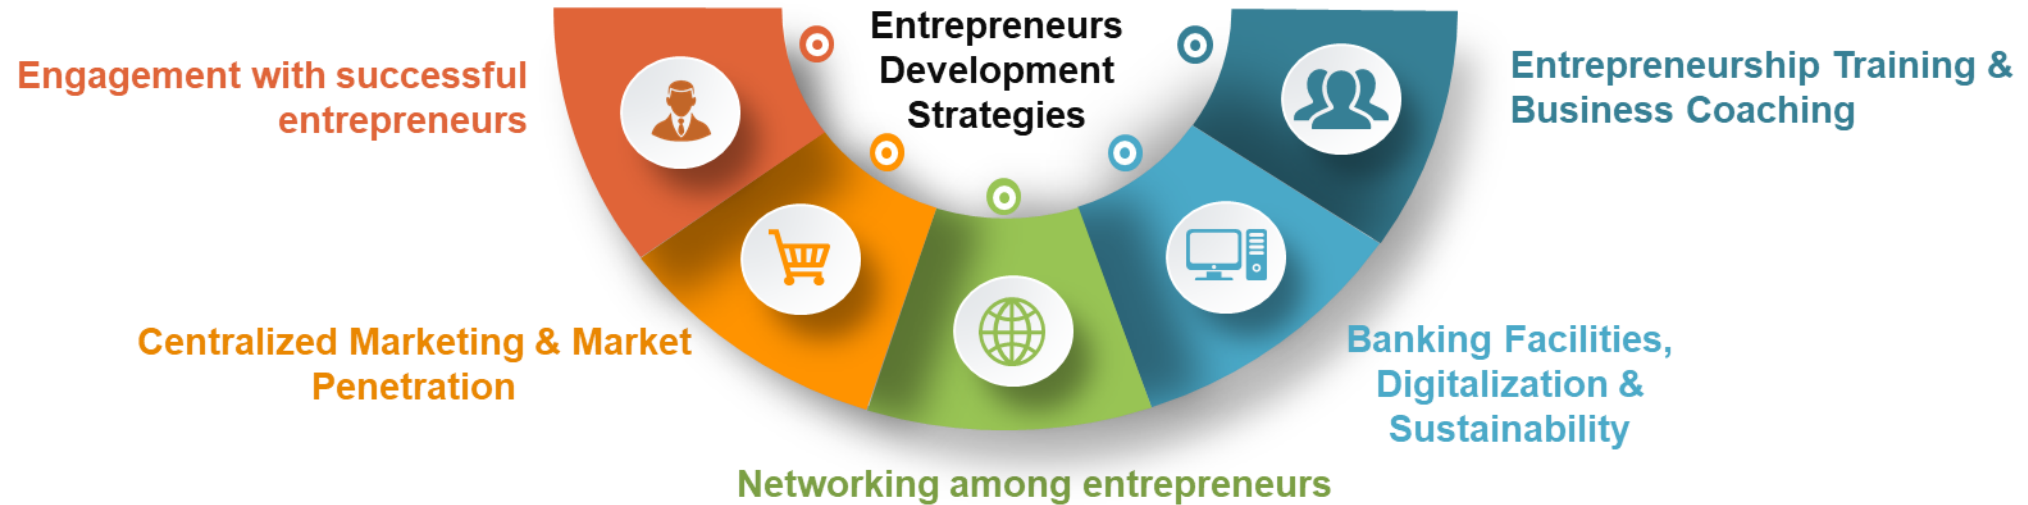 Entrepreneurs
Development
Strategies
Engagement with successful
entrepreneurs
Centralized Marketing & Market
Penetration
Networking among entrepreneurs
Banking Facilities,
Digitalization &
Sustainability
Entrepreneurship Training &
Business Coaching